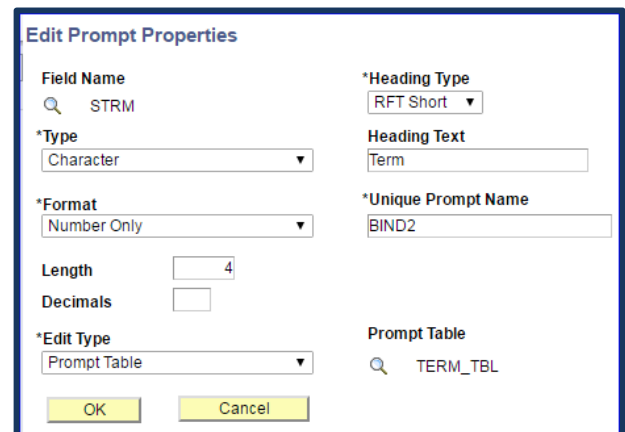 Edit Prompt Properties
Field Name
*Heading Type
STRM
RFT Short
*Type
Heading Text
Character
Term
*Format
*Unique Prompt Name
Number Only
BIND2
Length 4
Decimals
*Edit Type
Prompt Table
Prompt Table
TERM_TBL
OK Cancel